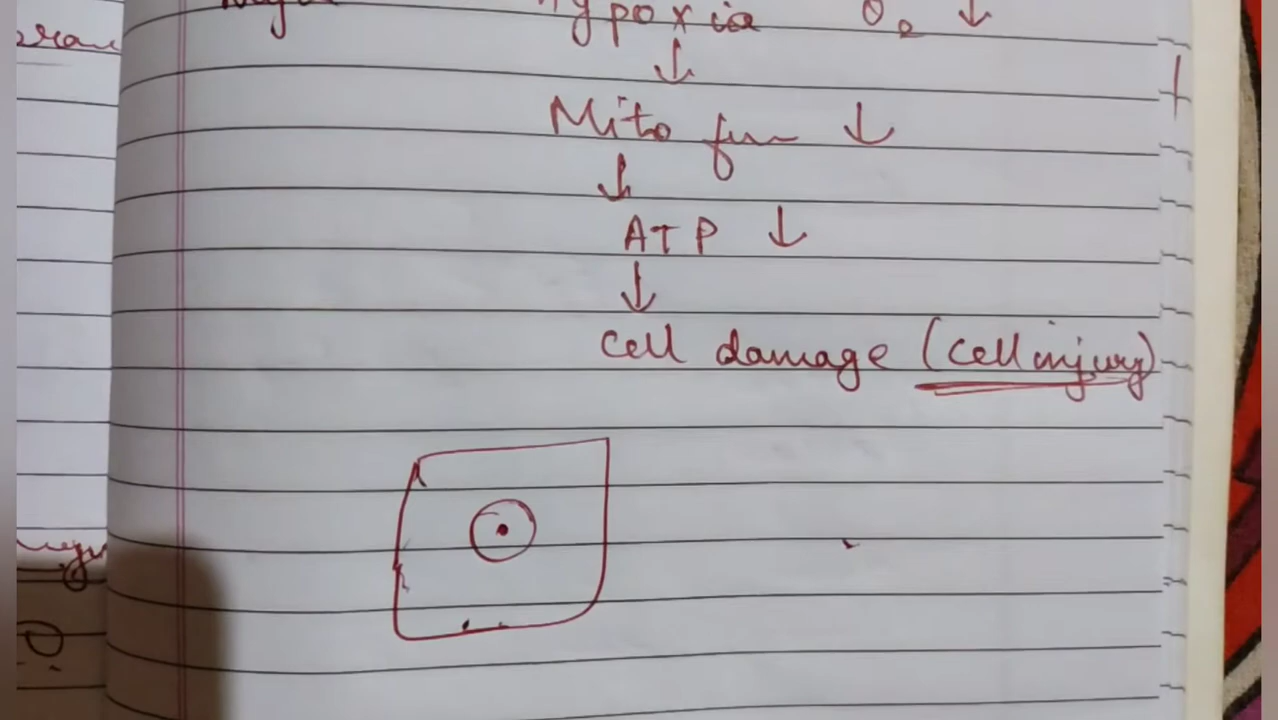 Hypoxia O2 ↓
↓
Mito fun ↓
↓
ATP ↓
↓
cell damage (cell injury)